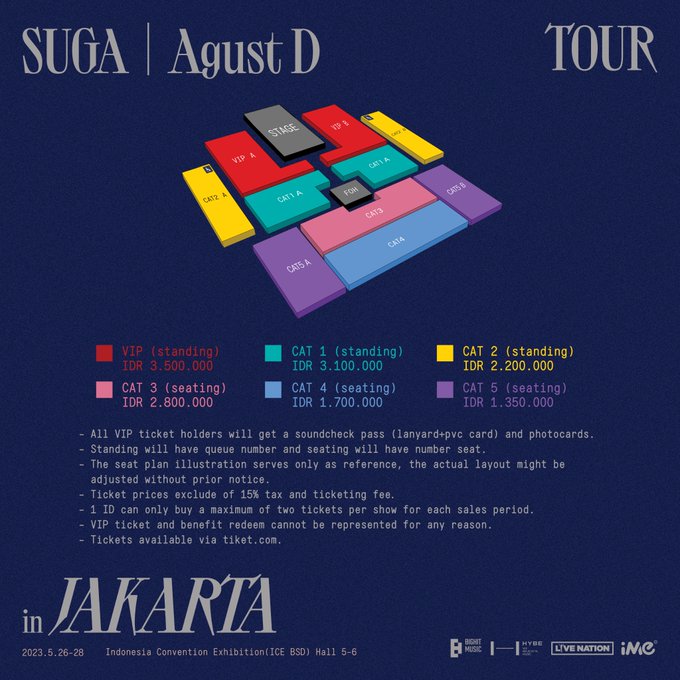 SUGA | Agust D TOUR
STAGE
VIP A
VIP B
CAT2 A
CAT1 A
CAT1 A
FOH
CAT3
CAT4
CAT5 A
CAT5 B
VIP (standing)
IDR 3.500.000
CAT 1 (standing)
IDR 3.100.000
CAT 2 (standing)
IDR 2.200.000
CAT 3 (seating)
IDR 2.800.000
CAT 4 (seating)
IDR 1.700.000
CAT 5 (seating)
IDR 1.350.000
- All VIP ticket holders will get a soundcheck pass (lanyard+pvc card) and photocards.
- Standing will have queue number and seating will have number seat.
- The seat plan illustration serves only as reference, the actual layout might be
adjusted without prior notice.
- Ticket prices exclude of 15% tax and ticketing fee.
- 1 ID can only buy a maximum of two tickets per show for each sales period.
- VIP ticket and benefit redeem cannot be represented for any reason.
- Tickets available via tiket.com.
in JAKARTA
2023.5.26-28 Indonesia Convention Exhibition(ICE BSD) Hall 5-6
BIGHIT
MUSIC
HYBE
LIVE NATION
iMe